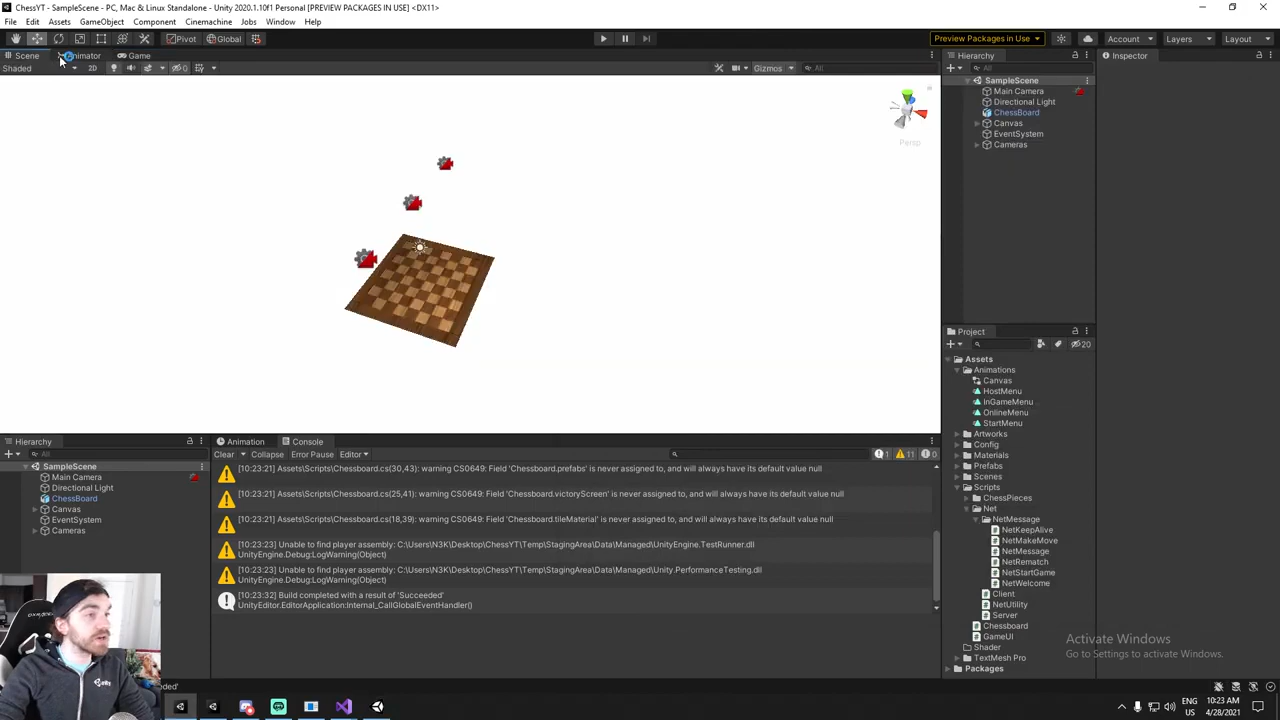 ChessYT - SampleScene - PC, Mac & Linux Standalone - Unity 2020.1.10f1 Personal [PREVIEW PACKAGES IN USE] <DX11>
File Edit Assets GameObject Component Cinemachine Jobs Window Help
Pivot Global Preview Packages in Use Account Layers Layout
Scene Animator Game
Shaded 2D 0 Gizmos All
Persp
Hierarchy
All
SampleScene
Main Camera
Directional Light
ChessBoard
Canvas
EventSystem
Cameras
Inspector
Project
20
Assets
Animations
Canvas
HostMenu
InGameMenu
OnlineMenu
StartMenu
Artworks
Config
Materials
Prefabs
Scenes
Scripts
ChessPieces
Net
NetMessage
NetKeepAlive
NetMakeMove
NetMessage
NetRematch
NetStartGame
NetWelcome
Client
NetUtility
Server
Chessboard
GameUI
Shader
TextMesh Pro
Packages
Hierarchy
All
SampleScene
Main Camera
Directional Light
ChessBoard
Canvas
EventSystem
Cameras
Animation Console
Clear Collapse Error Pause Editor 1 11 0
[10:23:21] Assets\Scripts\Chessboard.cs(30,43): warning CS0649: Field 'Chessboard.prefabs' is never assigned to, and will always have its default value null
[10:23:21] Assets\Scripts\Chessboard.cs(25,41): warning CS0649: Field 'Chessboard.victoryScreen' is never assigned to, and will always have its default value null
[10:23:21] Assets\Scripts\Chessboard.cs(18,39): warning CS0649: Field 'Chessboard.tileMaterial' is never assigned to, and will always have its default value null
[10:23:23] Unable to find player assembly: C:\Users\N3K\Desktop\ChessYT\Temp\StagingArea\Data\Managed\UnityEngine.TestRunner.dll
UnityEngine.Debug:LogWarning(Object)
[10:23:23] Unable to find player assembly: C:\Users\N3K\Desktop\ChessYT\Temp\StagingArea\Data\Managed\Unity.PerformanceTesting.dll
UnityEngine.Debug:LogWarning(Object)
[10:23:32] Build completed with a result of 'Succeeded'
UnityEditor.EditorApplication:Internal_CallGlobalEventHandler()
Activate Windows
Go to Settings to activate Windows.
ENG
US
10:23 AM
4/28/2021